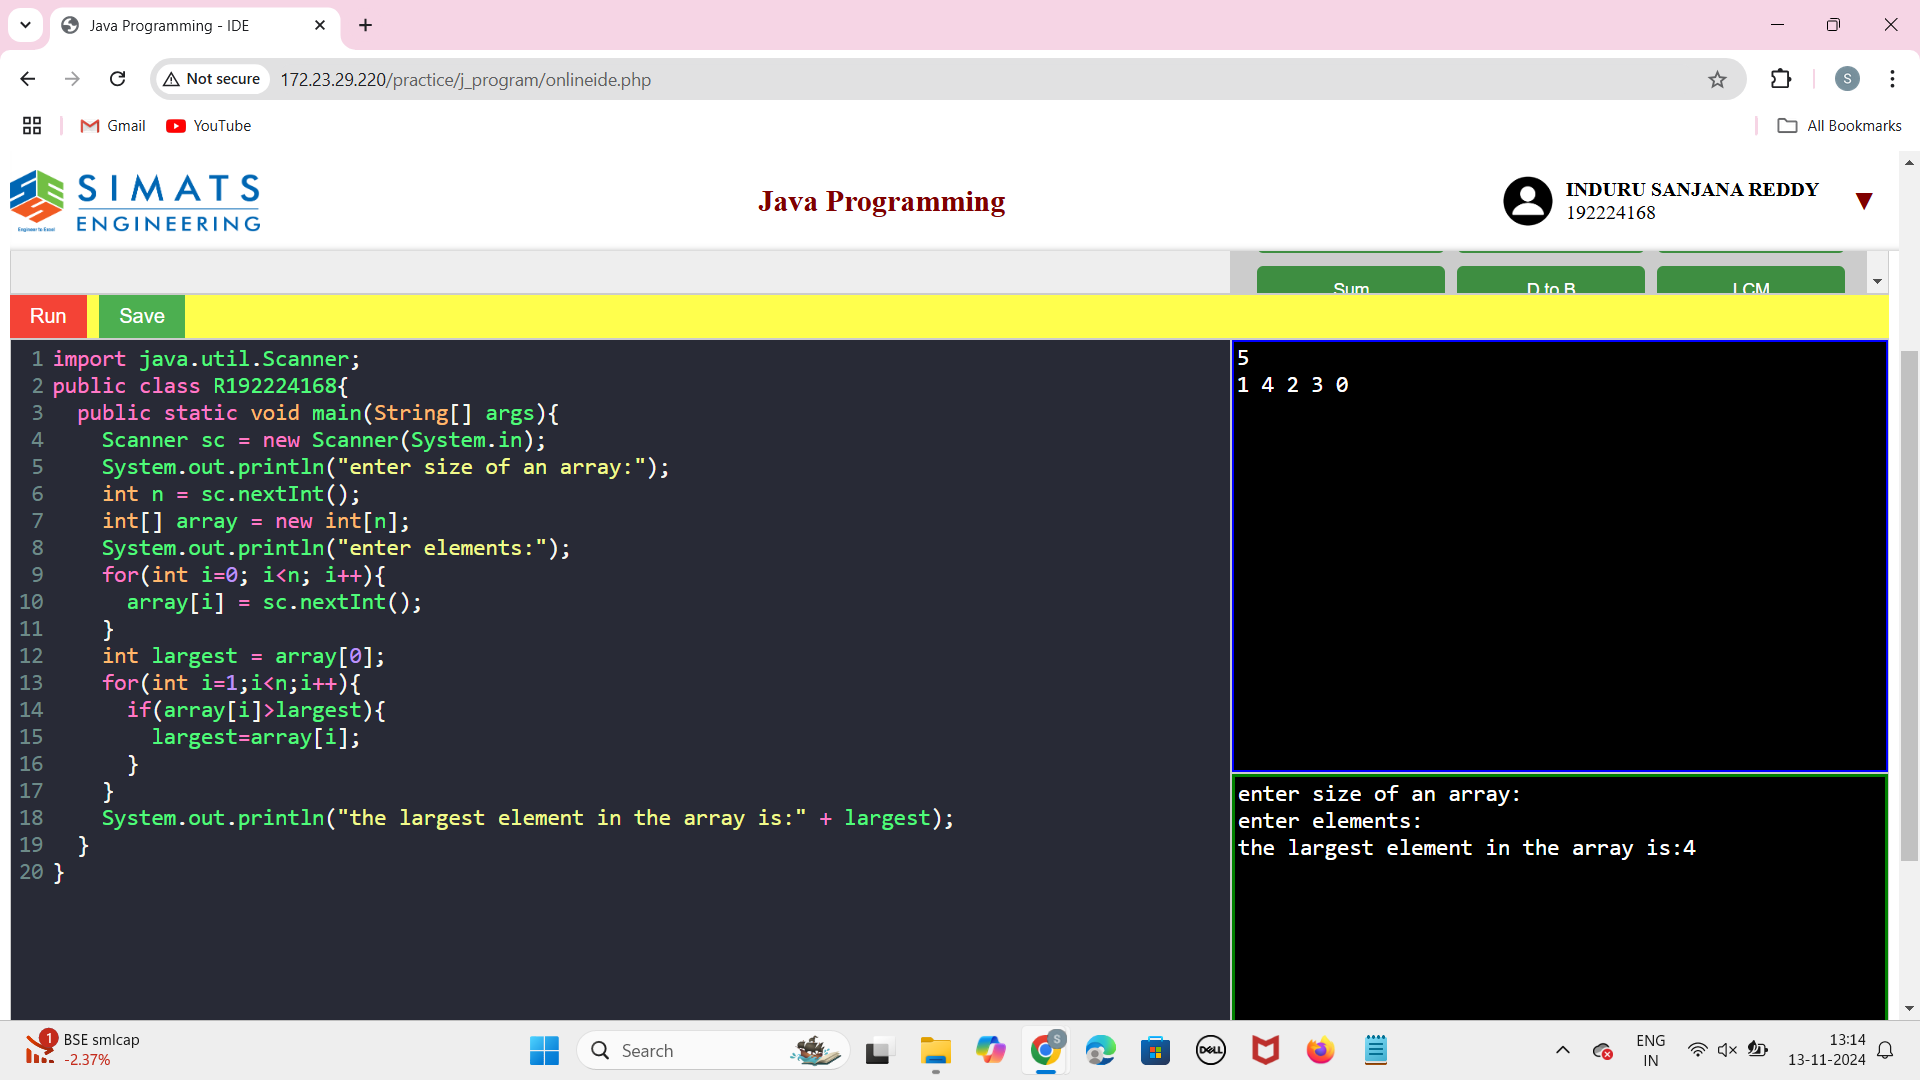 Java Programming - IDE
Not secure 172.23.29.220/practice/j_program/onlineide.php S
Gmail YouTube All Bookmarks
SIMATS
ENGINEERING
Engineer to Excel
Java Programming
INDURU SANJANA REDDY
192224168
Sum D to B LCM
Run Save
1 import java.util.Scanner;
2 public class R192224168{
3   public static void main(String[] args){
4     Scanner sc = new Scanner(System.in);
5     System.out.println("enter size of an array:");
6     int n = sc.nextInt();
7     int[] array = new int[n];
8     System.out.println("enter elements:");
9     for(int i=0; i<n; i++){
10       array[i] = sc.nextInt();
11     }
12     int largest = array[0];
13     for(int i=1;i<n;i++){
14       if(array[i]>largest){
15         largest=array[i];
16       }
17     }
18     System.out.println("the largest element in the array is:" + largest);
19   }
20 }
5
1 4 2 3 0
enter size of an array:
enter elements:
the largest element in the array is:4
1
BSE smlcap
-2.37%
Search
S
DELL
ENG
IN
13:14
13-11-2024